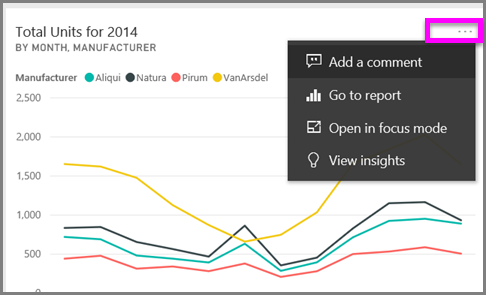 Total Units for 2014
BY MONTH, MANUFACTURER
Manufacturer Aliqui Natura Pirum VanArsdel
Add a comment
Go to report
Open in focus mode
View insights
2,500
2,000
1,500
1,000
500
0